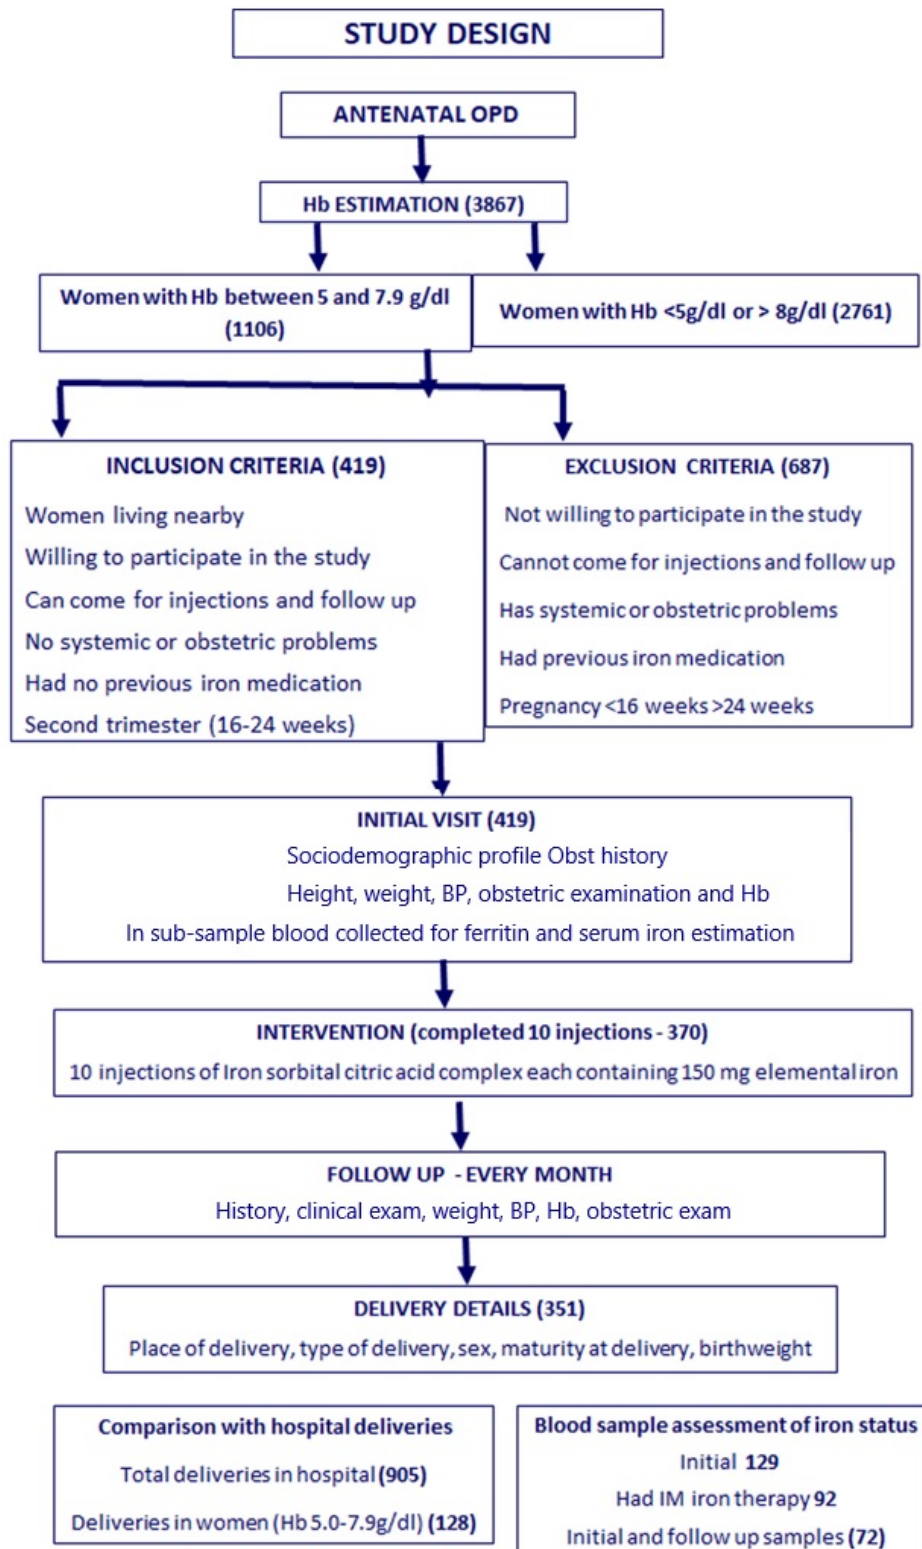 STUDY DESIGN
ANTENATAL OPD
Hb ESTIMATION (3867)
Women with Hb between 5 and 7.9 g/dl
(1106)
Women with Hb <5g/dl or > 8g/dl (2761)
INCLUSION CRITERIA (419)
Women living nearby
Willing to participate in the study
Can come for injections and follow up
No systemic or obstetric problems
Had no previous iron medication
Second trimester (16-24 weeks)
EXCLUSION CRITERIA (687)
Not willing to participate in the study
Cannot come for injections and follow up
Has systemic or obstetric problems
Had previous iron medication
Pregnancy <16 weeks >24 weeks
INITIAL VISIT (419)
Sociodemographic profile Obst history
Height, weight, BP, obstetric examination and Hb
In sub-sample blood collected for ferritin and serum iron estimation
INTERVENTION (completed 10 injections - 370)
10 injections of Iron sorbital citric acid complex each containing 150 mg elemental iron
FOLLOW UP - EVERY MONTH
History, clinical exam, weight, BP, Hb, obstetric exam
DELIVERY DETAILS (351)
Place of delivery, type of delivery, sex, maturity at delivery, birthweight
Comparison with hospital deliveries
Total deliveries in hospital (905)
Deliveries in women (Hb 5.0-7.9g/dl) (128)
Blood sample assessment of iron status
Initial 129
Had IM iron therapy 92
Initial and follow up samples (72)